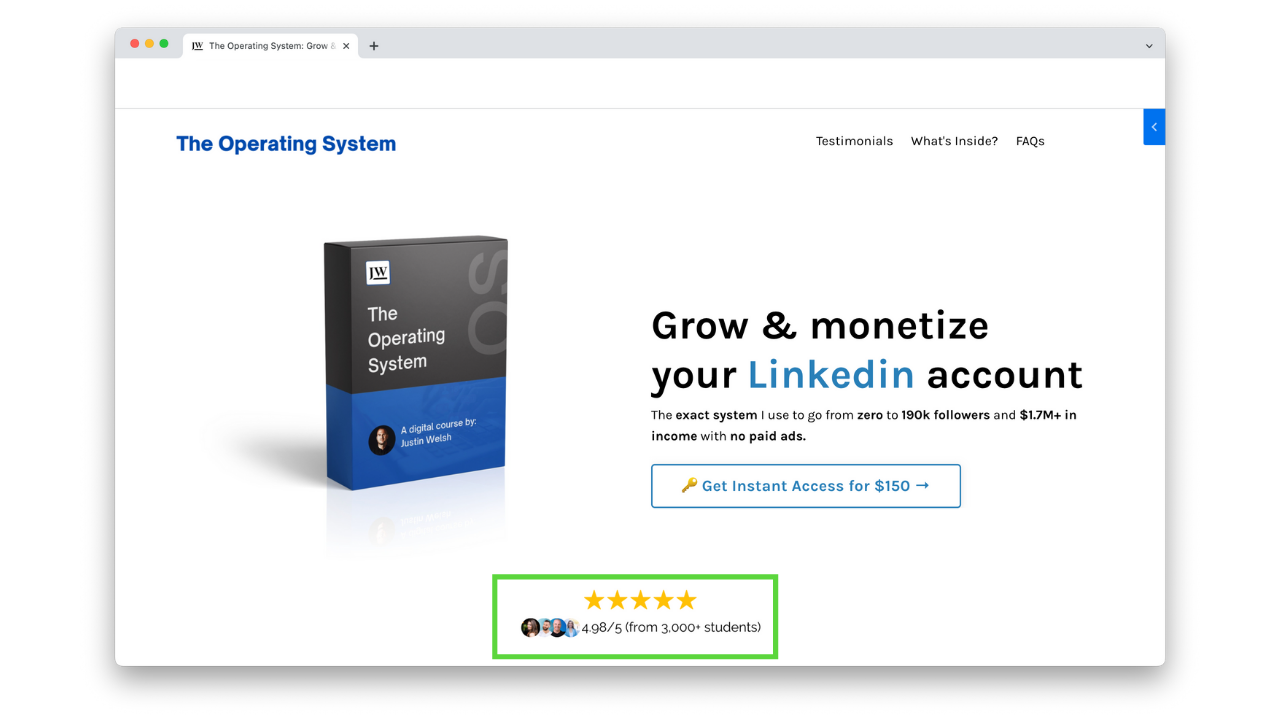 JW The Operating System: Grow &
The Operating System
Testimonials What's Inside? FAQs
OS
JW
The
Operating
System
A digital course by:
Justin Welsh
Grow & monetize
your Linkedin account
The exact system I use to go from zero to 190k followers and $1.7M+ in
income with no paid ads.
🔑 Get Instant Access for $150 →
★★★★★
4.98/5 (from 3,000+ students)